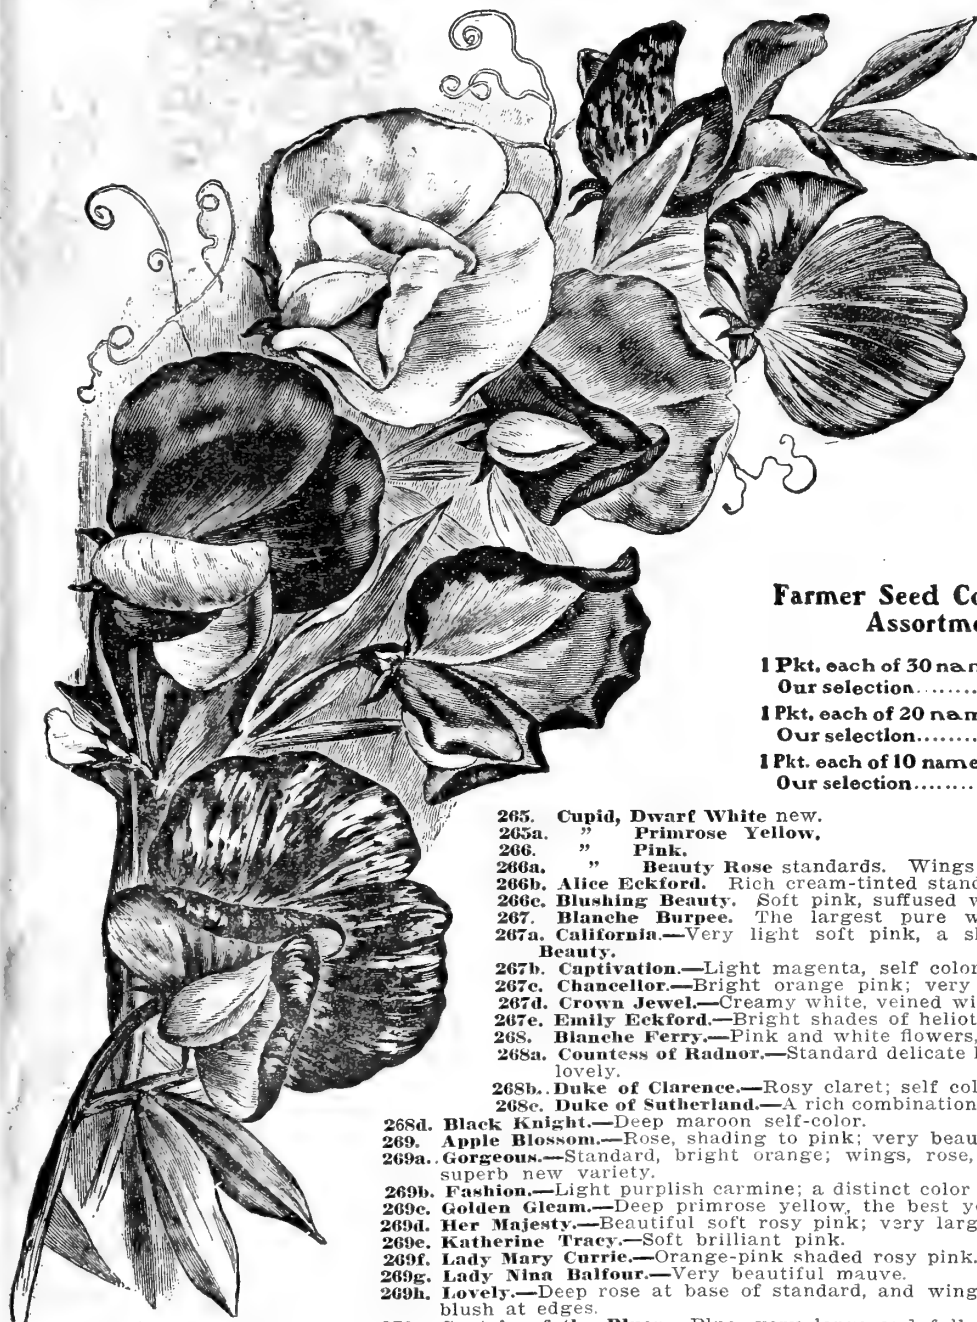 Farmer Seed Co
Assortme
1 Pkt. each of 30 nam
Our selection........
1 Pkt. each of 20 nam
Our selection........
1 Pkt. each of 10 name
Our selection........
265. Cupid, Dwarf White new.
265a. " Primrose Yellow.
266. " Pink.
266a. " Beauty Rose standards. Wings
266b. Alice Eckford. Rich cream-tinted stand
266c. Blushing Beauty. Soft pink, suffused w
267. Blanche Burpee. The largest pure w
267a. California.—Very light soft pink, a sh
Beauty.
267b. Captivation.—Light magenta, self color
267c. Chancellor.—Bright orange pink; very
267d. Crown Jewel.—Creamy white, veined wi
267e. Emily Eckford.—Bright shades of heliot
268. Blanche Ferry.—Pink and white flowers,
268a. Countess of Radnor.—Standard delicate l
lovely.
268b..Duke of Clarence.—Rosy claret; self col
268c. Duke of Sutherland.—A rich combination
268d. Black Knight.—Deep maroon self-color.
269. Apple Blossom.—Rose, shading to pink; very beau
269a..Gorgeous.—Standard, bright orange; wings, rose,
superb new variety.
269b. Fashion.—Light purplish carmine; a distinct color
269c. Golden Gleam.—Deep primrose yellow, the best ye
269d. Her Majesty.—Beautiful soft rosy pink; very larg
269e. Katherine Tracy.—Soft brilliant pink.
269f. Lady Mary Currie.—Orange-pink shaded rosy pink.
269g. Lady Nina Balfour.—Very beautiful mauve.
269h. Lovely.—Deep rose at base of standard, and wing
blush at edges.